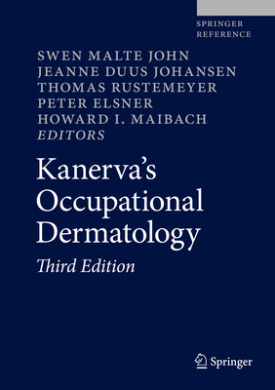 SPRINGER
REFERENCE
SWEN MALTE JOHN
JEANNE DUUS JOHANSEN
THOMAS RUSTEMEYER
PETER ELSNER
HOWARD I. MAIBACH
EDITORS
Kanerva's
Occupational
Dermatology
Third Edition
Springer